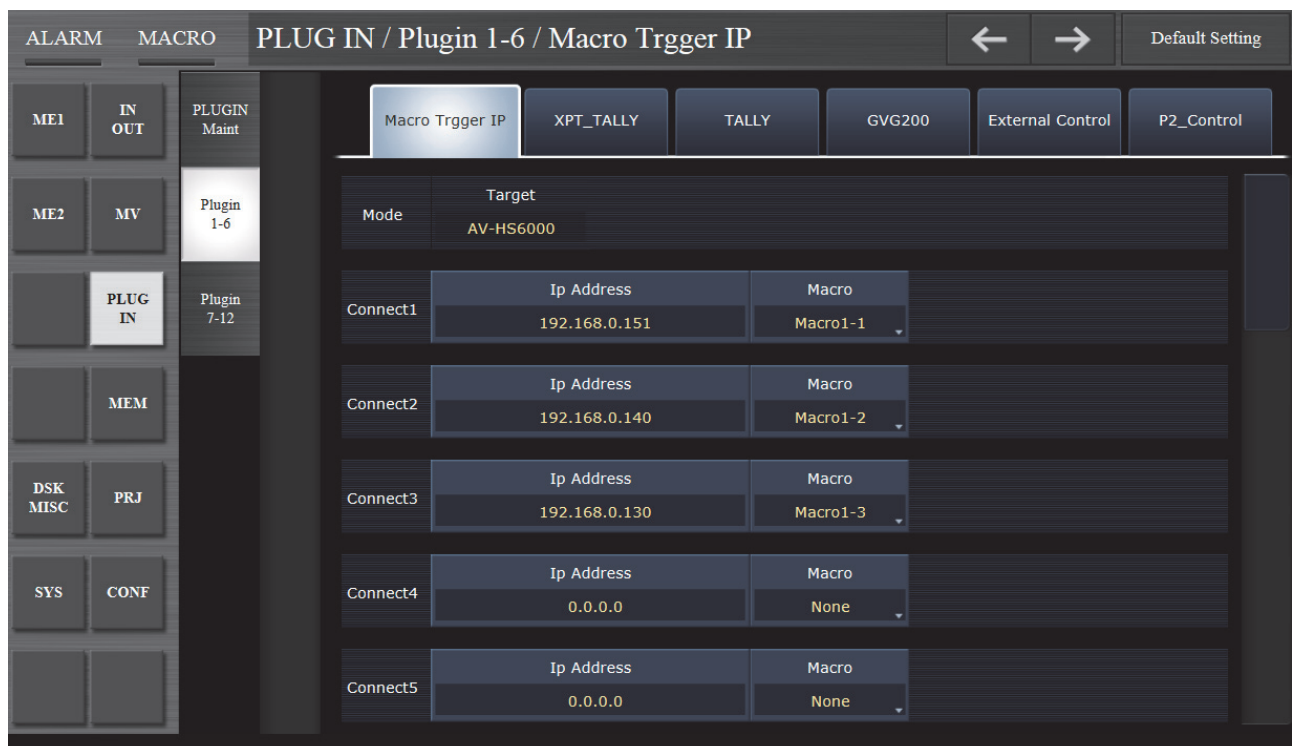 ALARM MACRO PLUG IN / Plugin 1-6 / Macro Trgger IP Default Setting
ME1
IN
OUT
ME2
MV
PLUG
IN
MEM
DSK
MISC
PRJ
SYS
CONF
PLUGIN
Maint
Plugin
1-6
Plugin
7-12
Macro Trgger IP XPT_TALLY TALLY GVG200 External Control P2_Control
Mode
Target
AV-HS6000
Connect1
Ip Address Macro
192.168.0.151 Macro1-1
Connect2
Ip Address Macro
192.168.0.140 Macro1-2
Connect3
Ip Address Macro
192.168.0.130 Macro1-3
Connect4
Ip Address Macro
0.0.0.0 None
Connect5
Ip Address Macro
0.0.0.0 None